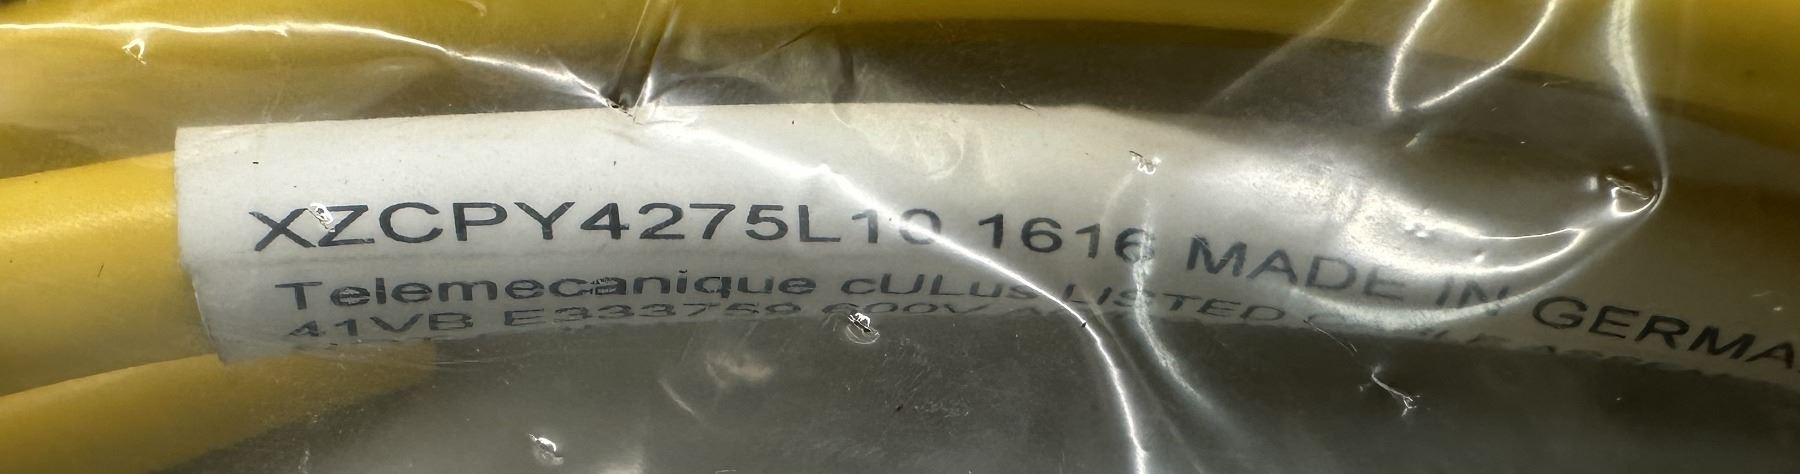 XZCPY4275L10 1616 MADE IN GERMA
Telemecanique cULus LISTED
41VB E333759 600V